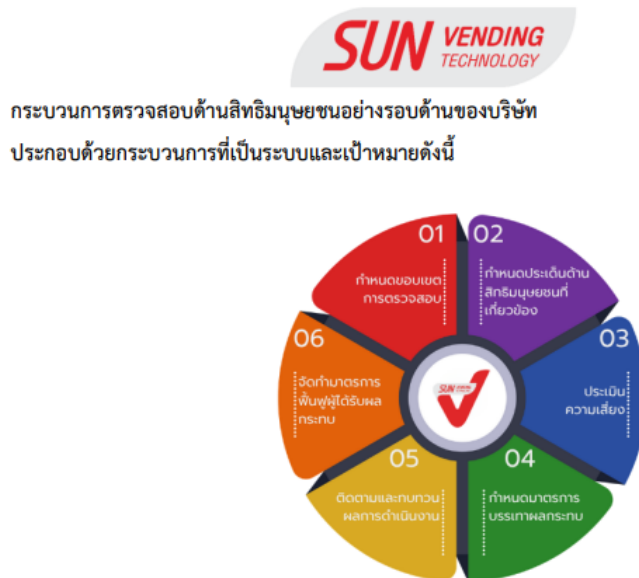 SUN VENDING
TECHNOLOGY
กระบวนการตรวจสอบด้านสิทธิมนุษยชนอย่างรอบด้านของบริษัท
ประกอบด้วยกระบวนการที่เป็นระบบและเป้าหมายดังนี้
01
กำหนดขอบเขต
การตรวจสอบ
02
กำหนดประเด็นด้าน
สิทธิมนุษยชนที่
เกี่ยวข้อง
03
ประเมิน
ความเสี่ยง
04
กำหนดมาตรการ
บรรเทาผลกระทบ
05
ติดตามและทบทวน
ผลการดำเนินงาน
06
จัดทำมาตรการ
ฟื้นฟูผู้ได้รับผล
กระทบ